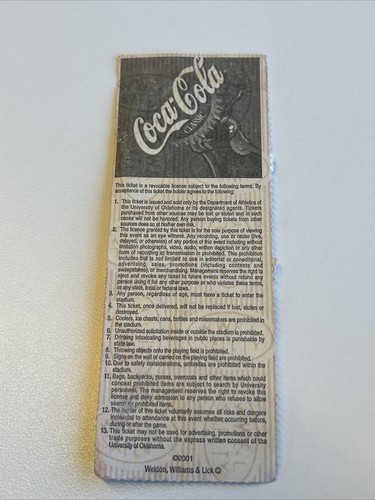 Coca-Cola
CLASSIC
This ticket is a revocable license subject to the following terms. By
acceptance of this ticket the holder agrees to the following:
1. This ticket is issued and sold only by the Department of Athletics of
the University of Oklahoma or its designated agents. Tickets
purchased from other sources may be lost or stolen and in such
cases will not be honored. Any person buying tickets from other
sources does so at his/her own risk.
2. The license granted by this ticket is for the sole purpose of viewing
this event as an eye witness. Any recording, use or reuse (live,
delayed, or otherwise) of any portion of this event including without
limitation photographs, video, audio, written depiction or any other
form of recording or transmission is prohibited. This prohibition
includes but is not limited to use in editorial or promotional,
advertising, sales, promotions (including contests and
sweepstakes), or merchandising. Management reserves the right to
eject and revoke any ticket to future events without refund any
person using it for any other purpose or who violates these terms,
or any state, local or federal laws.
3. Any person, regardless of age, must have a ticket to enter the
stadium.
4. This ticket, once delivered, will not be replaced if lost, stolen or
destroyed.
5. Coolers, ice chests, cans, bottles and noisemakers are prohibited in
the stadium.
6. Unauthorized solicitation inside or outside the stadium is prohibited.
7. Drinking intoxicating beverages in public places is punishable by
state law.
8. Throwing objects onto the playing field is prohibited.
9. Signs on the wall or carried on the playing field are prohibited.
10. Due to safety considerations, umbrellas are prohibited within the
stadium.
11. Bags, backpacks, purses, overcoats and other items which could
conceal prohibited items are subject to search by University
personnel. The management reserves the right to revoke this
license and deny admission to any person who refuses to allow
search for prohibited items.
12. The holder of this ticket voluntarily assumes all risks and dangers
incidental to attendance at this event whether occurring before,
during or after the game.
13. This ticket may not be used for advertising, promotions or other
trade purposes without the express written consent of the
University of Oklahoma.
©2001
Weldon, Williams & Lick